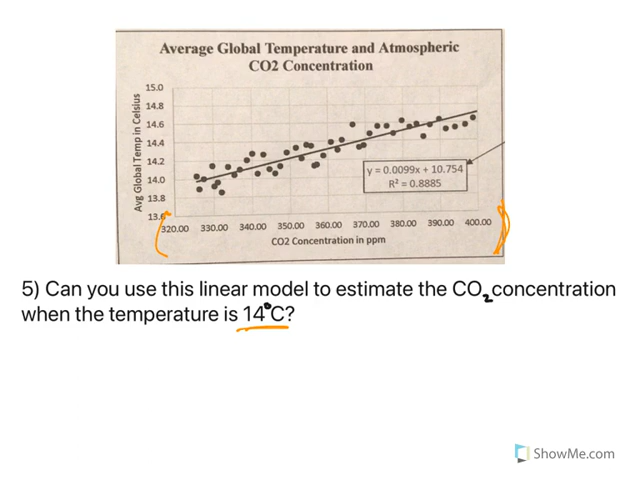 Average Global Temperature and Atmospheric
CO2 Concentration
Avg Global Temp in Celsius
15.0
14.8
14.6
14.4
14.2
14.0
13.8
13.6
y = 0.0099x + 10.754
R² = 0.8885
320.00 330.00 340.00 350.00 360.00 370.00 380.00 390.00 400.00
CO2 Concentration in ppm
5) Can you use this linear model to estimate the CO₂ concentration
when the temperature is 14°C?
ShowMe.com